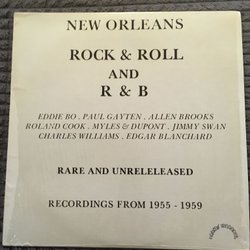 NEW ORLEANS
ROCK & ROLL
AND
R & B
EDDIE BO . PAUL GAYTEN . ALLEN BROOKS
ROLAND COOK . MYLES & DUPONT . JIMMY SWAN
CHARLES WILLIAMS . EDGAR BLANCHARD
RARE AND UNRELELEASED
RECORDINGS FROM 1955 - 1959